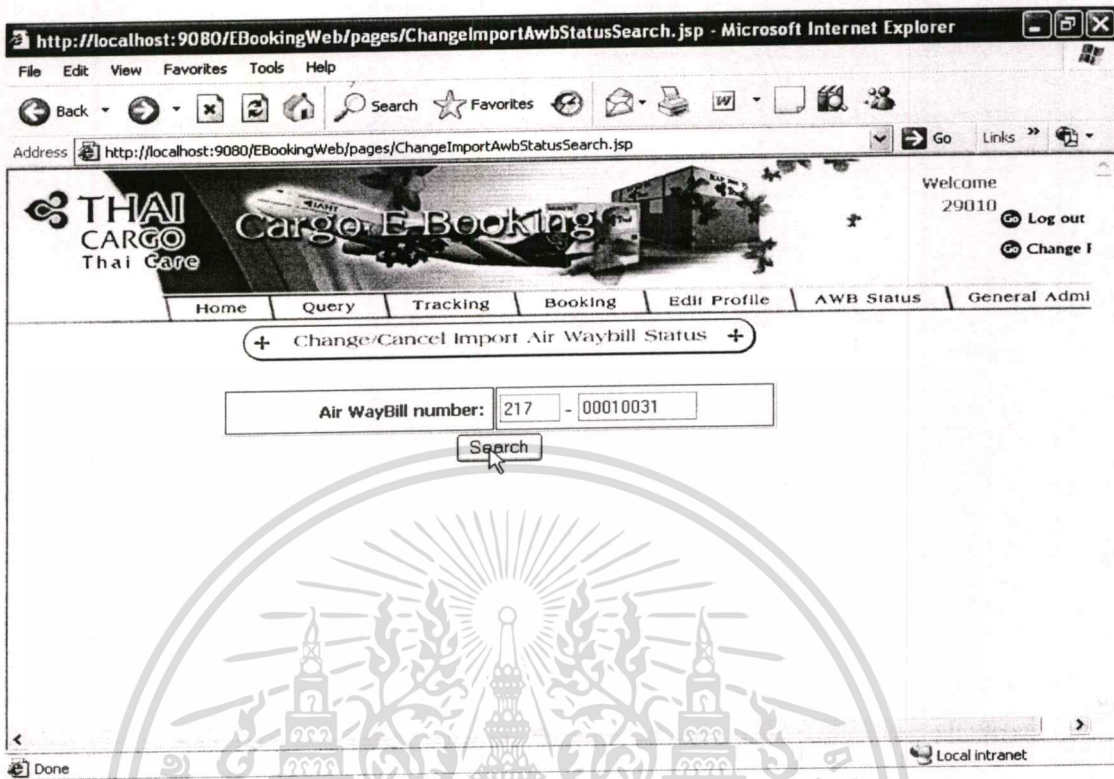 http://localhost:9080/EBookingWeb/pages/ChangeImportAwbStatusSearch.jsp - Microsoft Internet Explorer
File Edit View Favorites Tools Help
Back Search Favorites
Address http://localhost:9080/EBookingWeb/pages/ChangeImportAwbStatusSearch.jsp Go Links »
THAI
CARGO
Thai Care
Cargo E-Booking
Welcome
29010
Go Log out
Go Change
Home Query Tracking Booking Edit Profile AWB Status General Admi
Change/Cancel Import Air Waybill Status
Air WayBill number: 217 - 00010031
Search
Done Local intranet